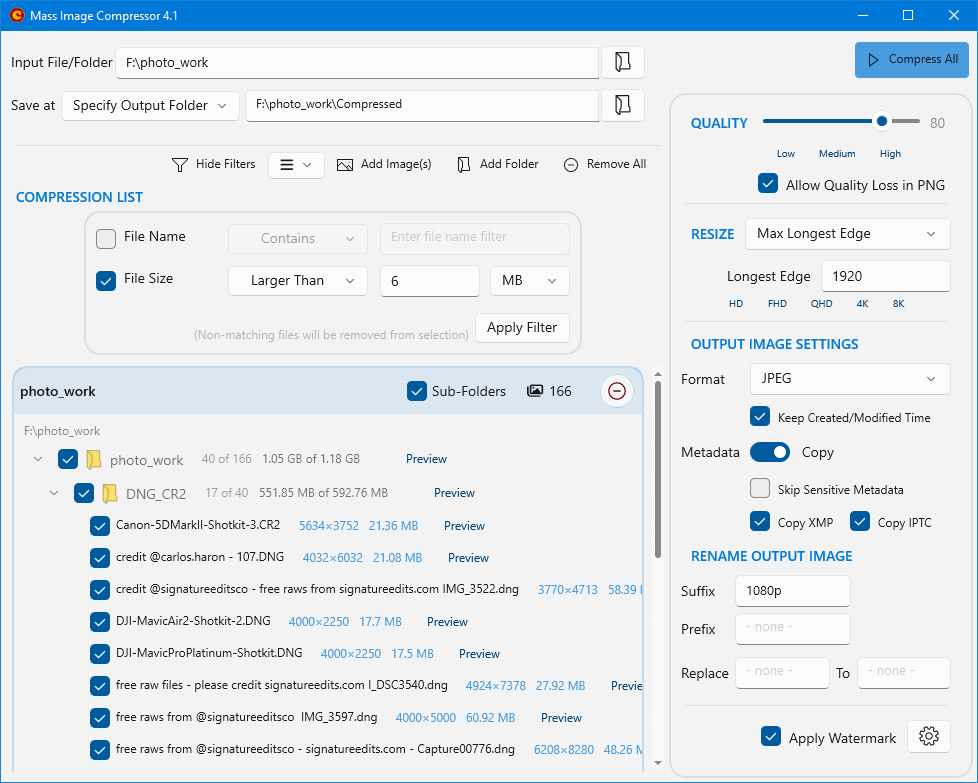 Mass Image Compressor 4.1
Input File/Folder F:\photo_work
Compress All
Save at Specify Output Folder F:\photo_work\Compressed
Hide Filters Add Image(s) Add Folder Remove All
COMPRESSION LIST
File Name Contains Enter file name filter
File Size Larger Than 6 MB
(Non-matching files will be removed from selection) Apply Filter
photo_work Sub-Folders 166
F:\photo_work
photo_work 40 of 166 1.05 GB of 1.18 GB Preview
DNG_CR2 17 of 40 551.85 MB of 592.76 MB Preview
Canon-5DMarkII-Shotkit-3.CR2 5634×3752 21.36 MB Preview
credit @carlos.haron - 107.DNG 4032×6032 21.08 MB Preview
credit @signatureeditsco - free raws from signatureedits.com IMG_3522.dng 3770×4713 58.39
DJI-MavicAir2-Shotkit-2.DNG 4000×2250 17.7 MB Preview
DJI-MavicProPlatinum-Shotkit.DNG 4000×2250 17.5 MB Preview
free raw files - please credit signatureedits.com I_DSC3540.dng 4924×7378 27.92 MB Previe
free raws from @signatureeditsco IMG_3597.dng 4000×5000 60.92 MB Preview
free raws from @signatureeditsco - signatureedits.com - Capture00776.dng 6208×8280 48.26 M
QUALITY 80
Low Medium High
Allow Quality Loss in PNG
RESIZE Max Longest Edge
Longest Edge 1920
HD FHD QHD 4K 8K
OUTPUT IMAGE SETTINGS
Format JPEG
Keep Created/Modified Time
Metadata Copy
Skip Sensitive Metadata
Copy XMP Copy IPTC
RENAME OUTPUT IMAGE
Suffix 1080p
Prefix - none -
Replace - none - To - none -
Apply Watermark